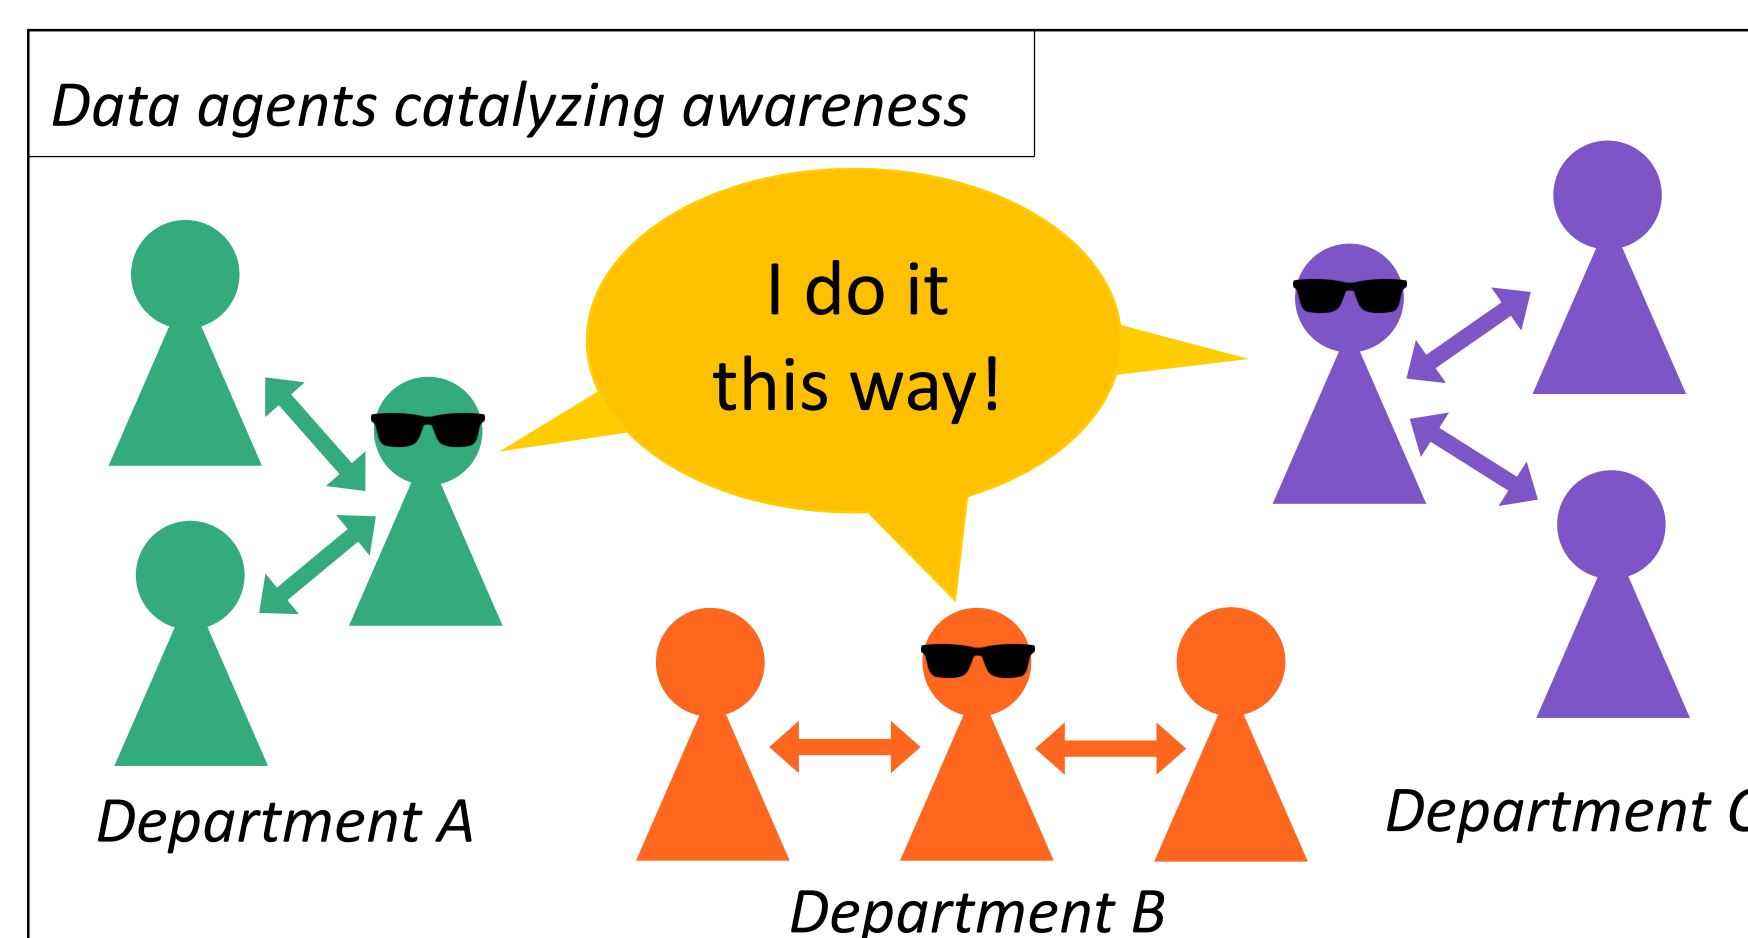 Data agents catalyzing awareness
I do it
this way!
Department A
Department C
Department B